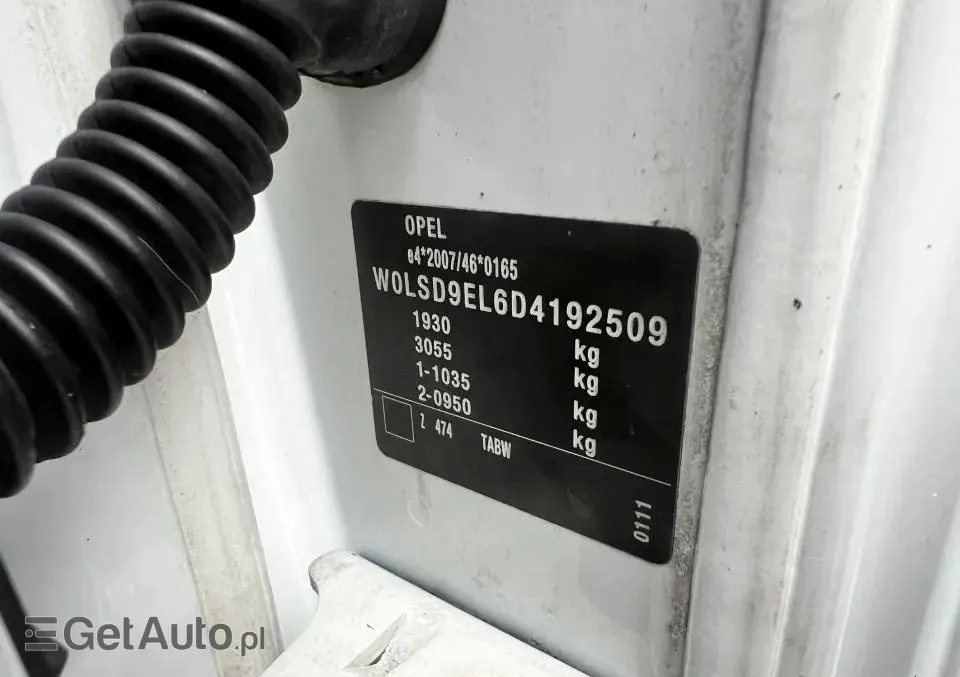 OPEL
e4*2007/46*0165
W0LSD9EL6D4192509
1930 kg
3055 kg
1-1035 kg
2-0950 kg
Z 474 TABW
0111
GetAuto.pl